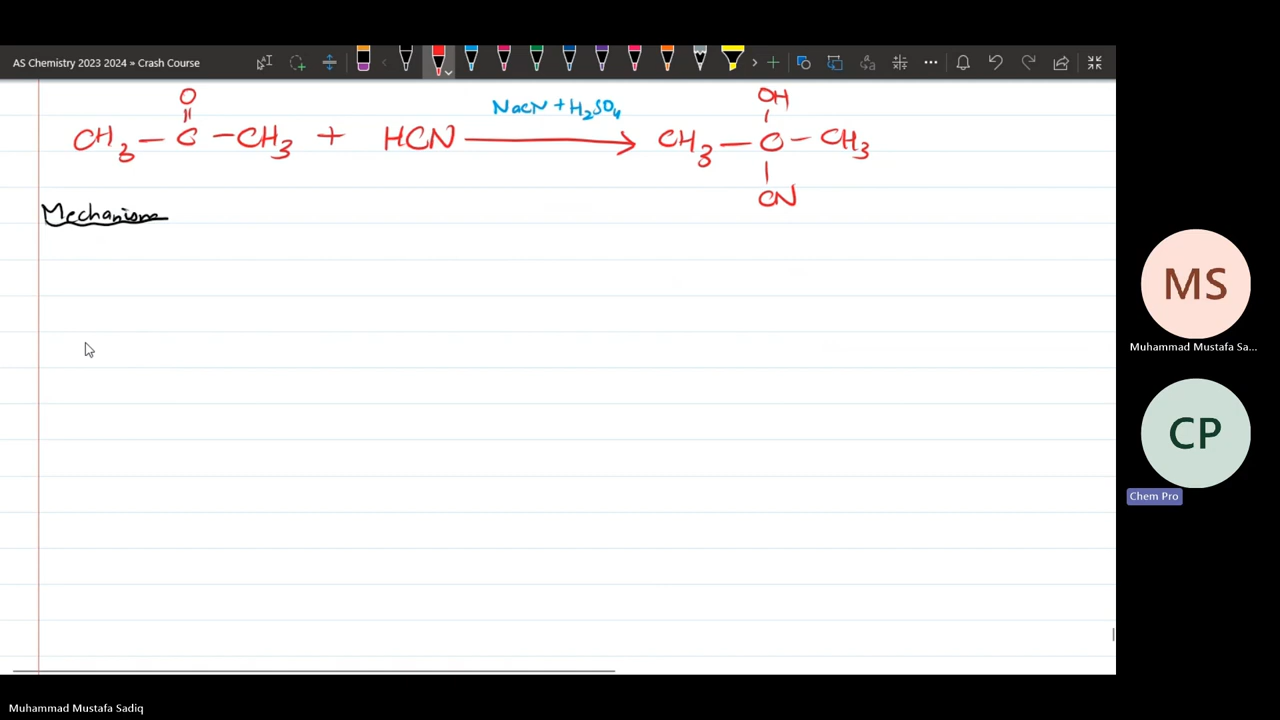 AS Chemistry 2023 2024 » Crash Course
O
NaCN + H2SO4
OH
CH3 — C — CH3 + HCN → CH3 — C — CH3
CN
Mechanism
MS
Muhammad Mustafa Sa...
CP
Chem Pro
Muhammad Mustafa Sadiq